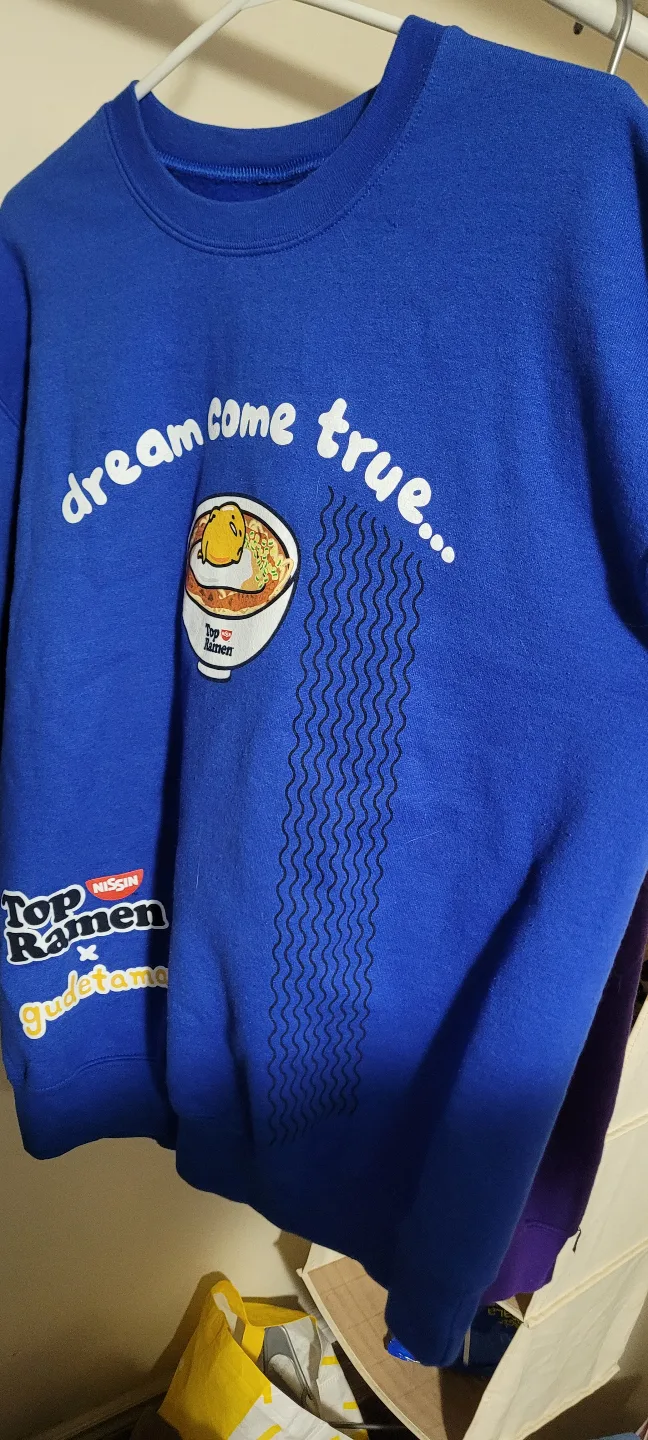 dream come true...
Top NISSIN
Ramen
NISSIN
Top
Ramen
x
gudetama